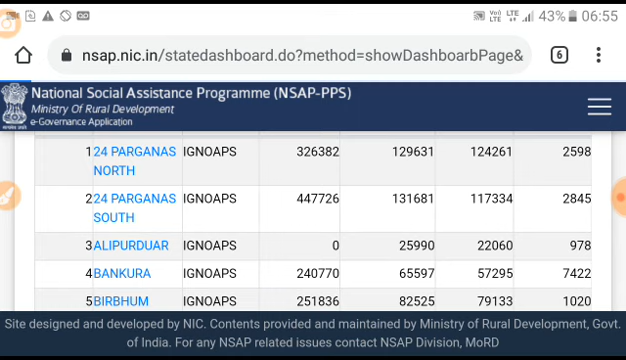 43% 06:55
nsap.nic.in/statedashboard.do?method=showDashboarbPage& 6
National Social Assistance Programme (NSAP-PPS)
Ministry Of Rural Development
e-Governance Application
1 24 PARGANAS NORTH IGNOAPS 326382 129631 124261 2598
2 24 PARGANAS SOUTH IGNOAPS 447726 131681 117334 2845
3 ALIPURDUAR IGNOAPS 0 25990 22060 978
4 BANKURA IGNOAPS 240770 65597 57295 7422
5 BIRBHUM IGNOAPS 251836 82525 79133 1020
Site designed and developed by NIC. Contents provided and maintained by Ministry of Rural Development, Govt.
of India. For any NSAP related issues contact NSAP Division, MoRD